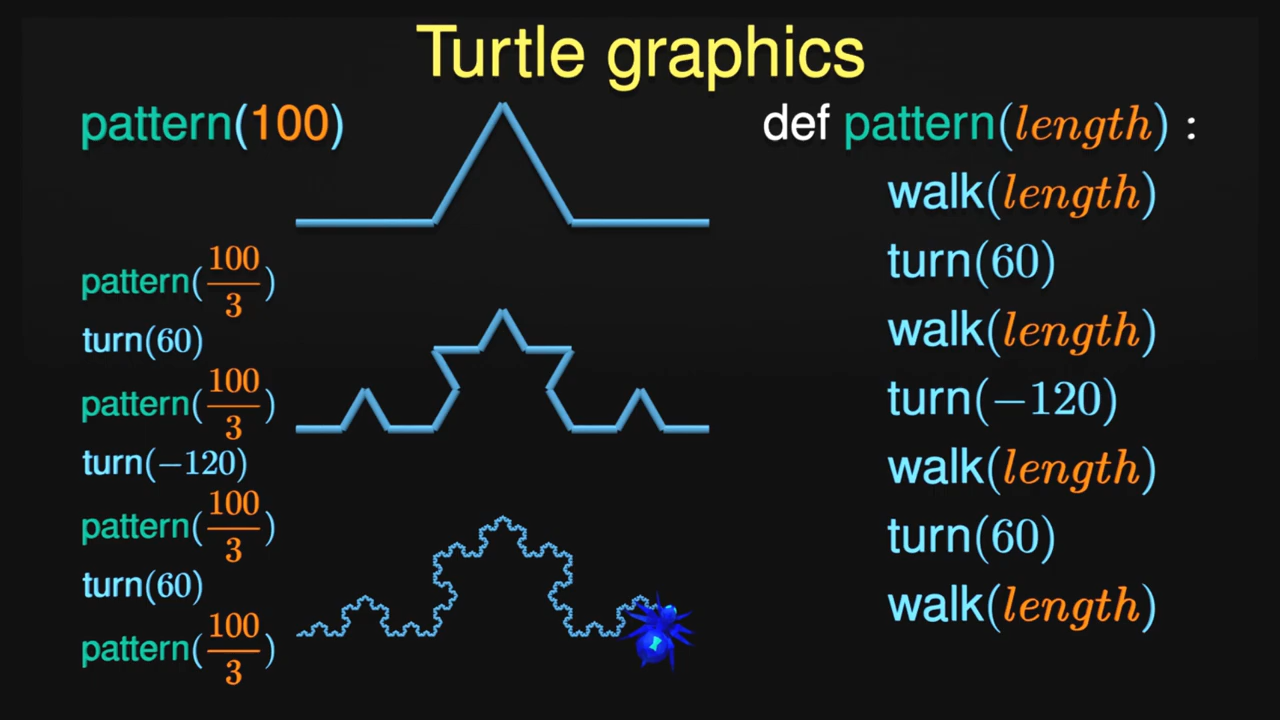 Turtle graphics
pattern(100)
pattern(100/3)
turn(60)
pattern(100/3)
turn(−120)
pattern(100/3)
turn(60)
pattern(100/3)
def pattern(length) :
walk(length)
turn(60)
walk(length)
turn(−120)
walk(length)
turn(60)
walk(length)